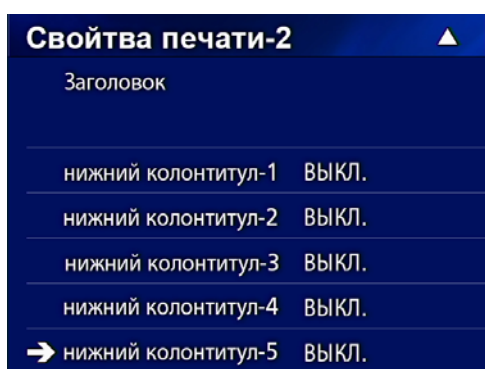 Свойтва печати-2
Заголовок
нижний колонтитул-1 ВЫКЛ.
нижний колонтитул-2 ВЫКЛ.
нижний колонтитул-3 ВЫКЛ.
нижний колонтитул-4 ВЫКЛ.
нижний колонтитул-5 ВЫКЛ.